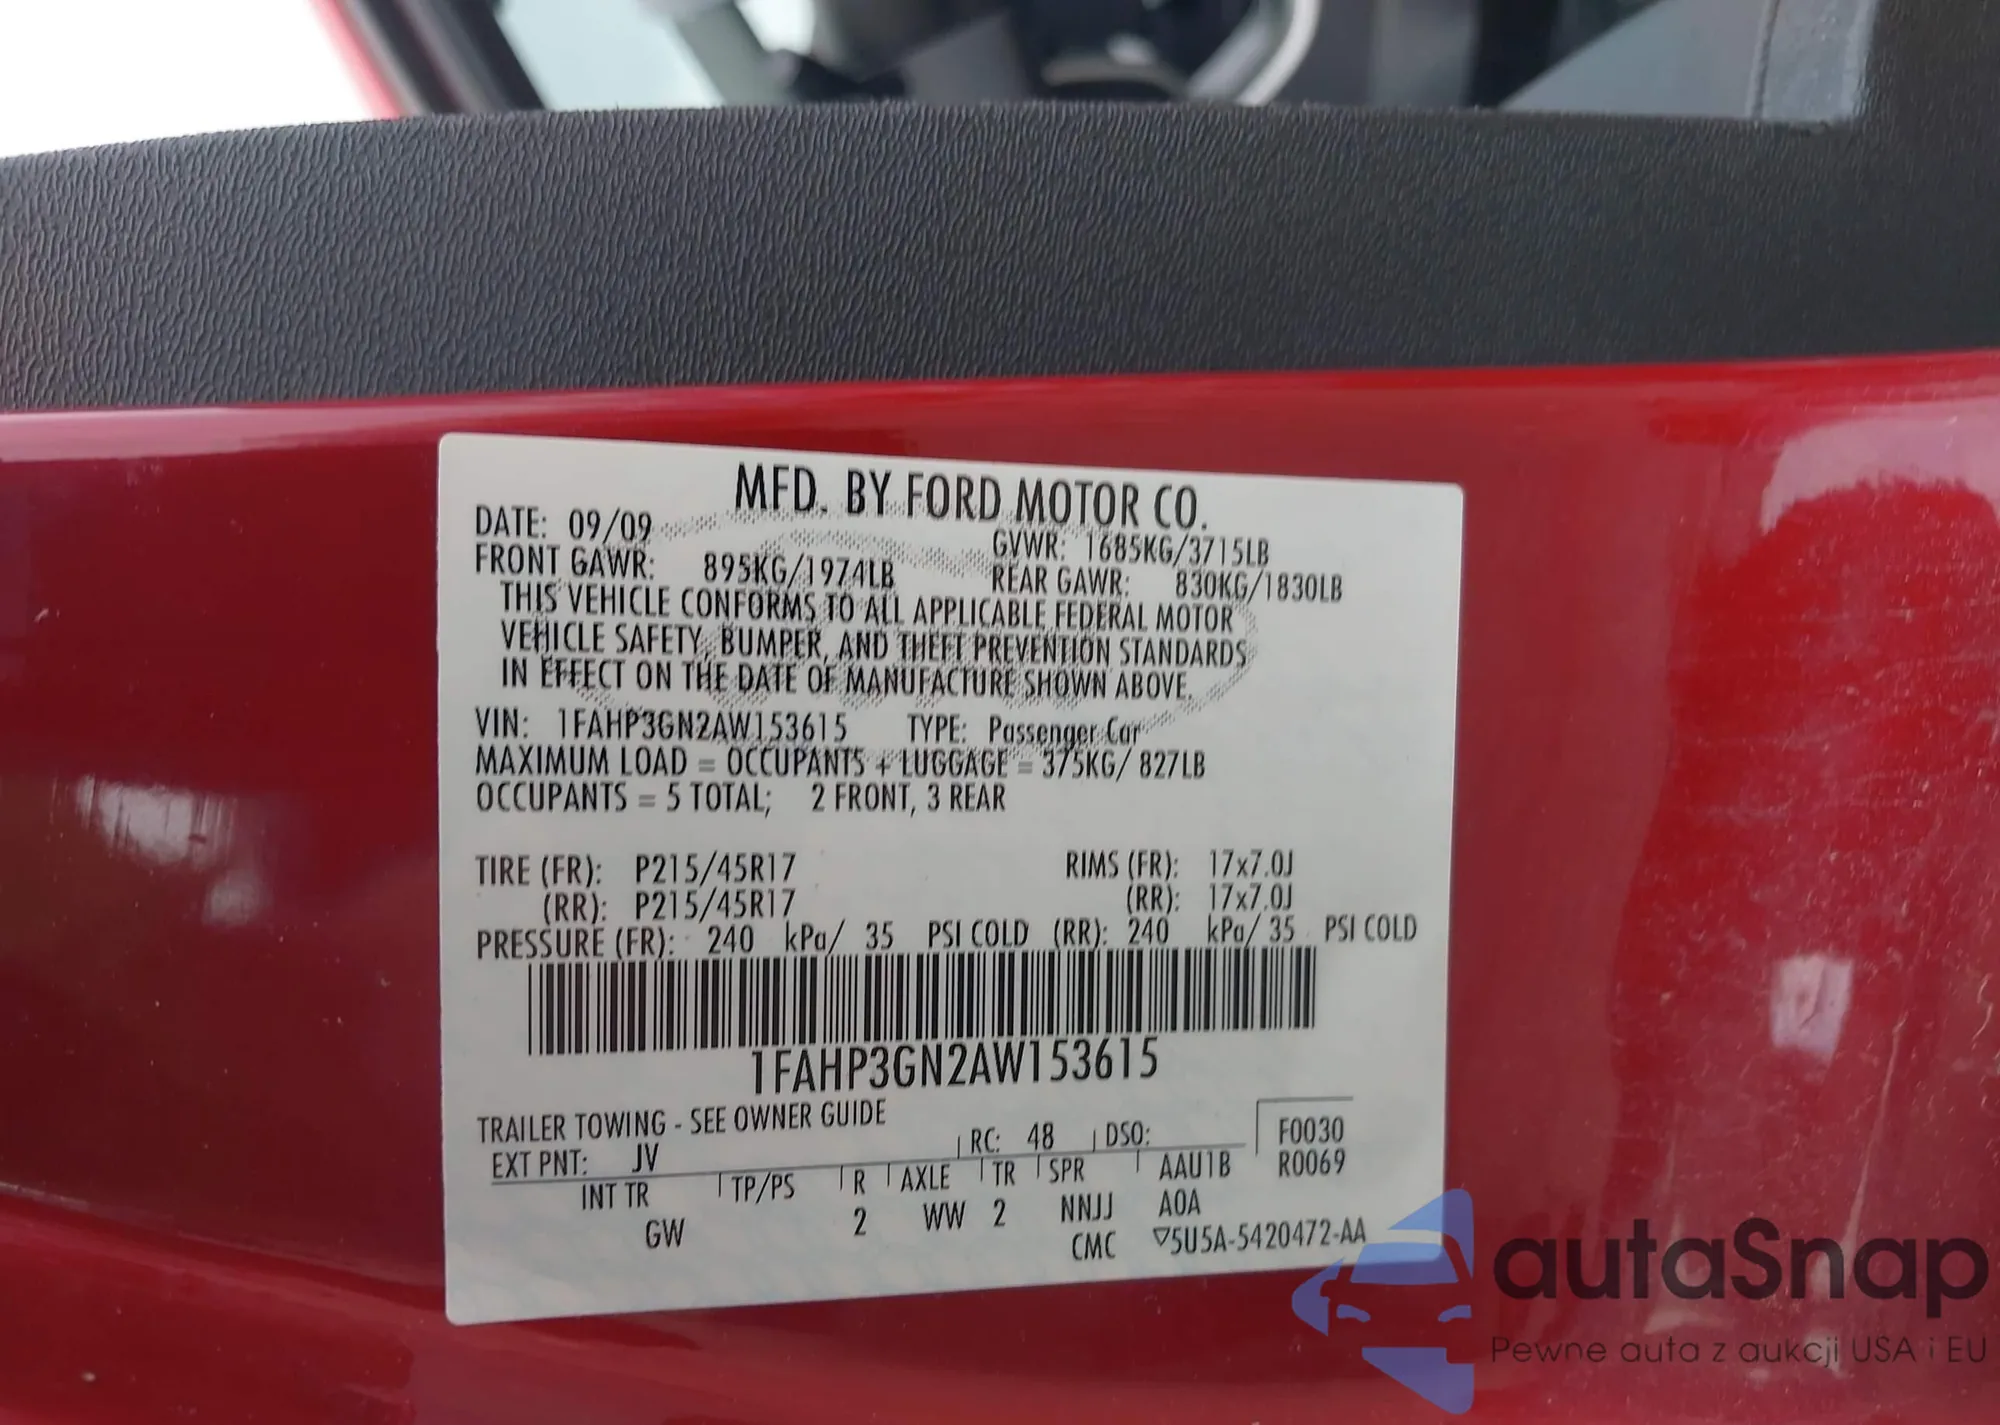 MFD. BY FORD MOTOR CO.
DATE: 09/09 GVWR: 1685KG/3715LB
FRONT GAWR: 895KG/1974LB REAR GAWR: 830KG/1830LB
THIS VEHICLE CONFORMS TO ALL APPLICABLE FEDERAL MOTOR
VEHICLE SAFETY, BUMPER, AND THEFT PREVENTION STANDARDS
IN EFFECT ON THE DATE OF MANUFACTURE SHOWN ABOVE.
VIN: 1FAHP3GN2AW153615 TYPE: Passenger Car
MAXIMUM LOAD = OCCUPANTS + LUGGAGE = 375KG/ 827LB
OCCUPANTS = 5 TOTAL; 2 FRONT, 3 REAR
TIRE (FR): P215/45R17 RIMS (FR): 17x7.0J
(RR): P215/45R17 (RR): 17x7.0J
PRESSURE (FR): 240 kPa/ 35 PSI COLD (RR): 240 kPa/ 35 PSI COLD
1FAHP3GN2AW153615
TRAILER TOWING - SEE OWNER GUIDE
EXT PNT: JV RC: 48 DSO: F0030
INT TR TP/PS R AXLE TR SPR AAU1B R0069
GW 2 WW 2 NNJJ A0A
CMC ▽5U5A-5420472-AA
autoSnap
Pewne auta z aukcji USA i EU